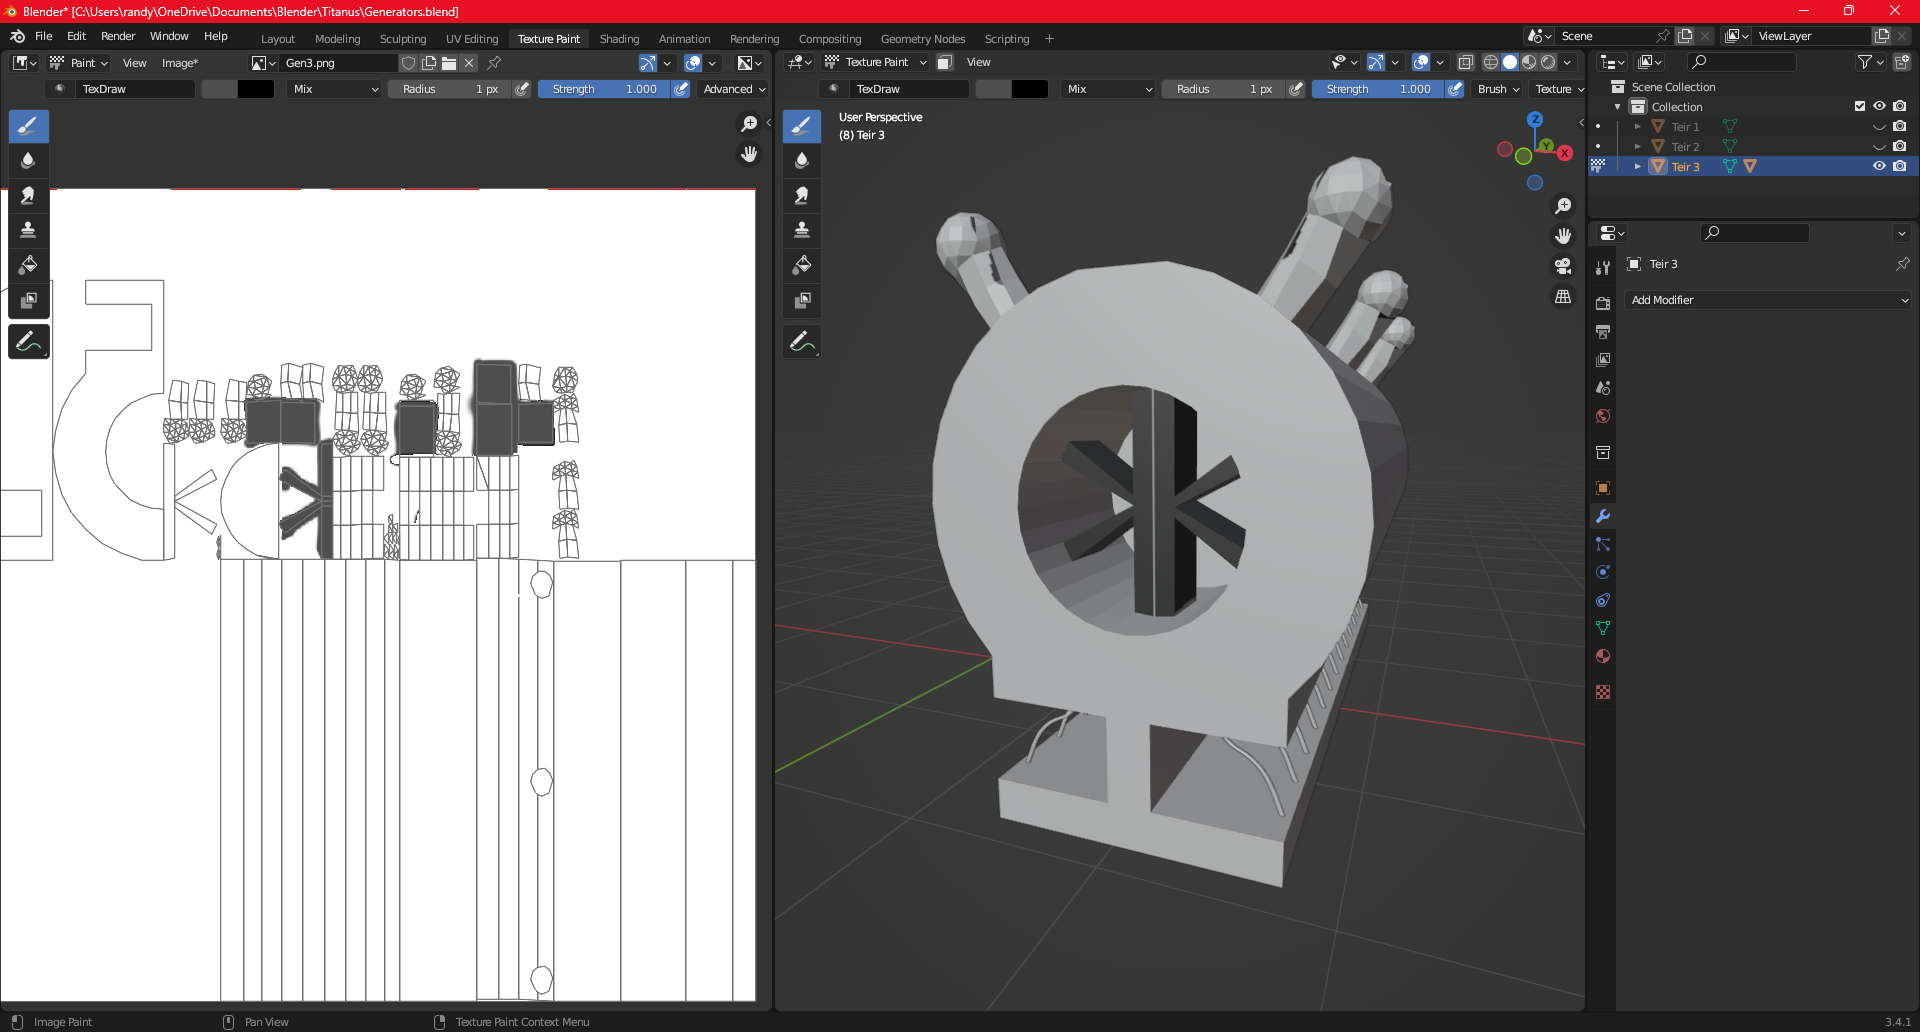 Blender* [C:\Users\randy\OneDrive\Documents\Blender\Titanus\Generators.blend]
File Edit Render Window Help Layout Modeling Sculpting UV Editing Texture Paint Shading Animation Rendering Compositing Geometry Nodes Scripting + Scene ViewLayer
Paint View Image* Gen3.png Texture Paint View
TexDraw Mix Radius 1 px Strength 1.000 Advanced TexDraw Mix Radius 1 px Strength 1.000 Brush Texture
Scene Collection
Collection
Teir 1
Teir 2
Teir 3
User Perspective
(8) Teir 3
Z
Y
X
Teir 3
Add Modifier
Image Paint Pan View Texture Paint Context Menu 3.4.1